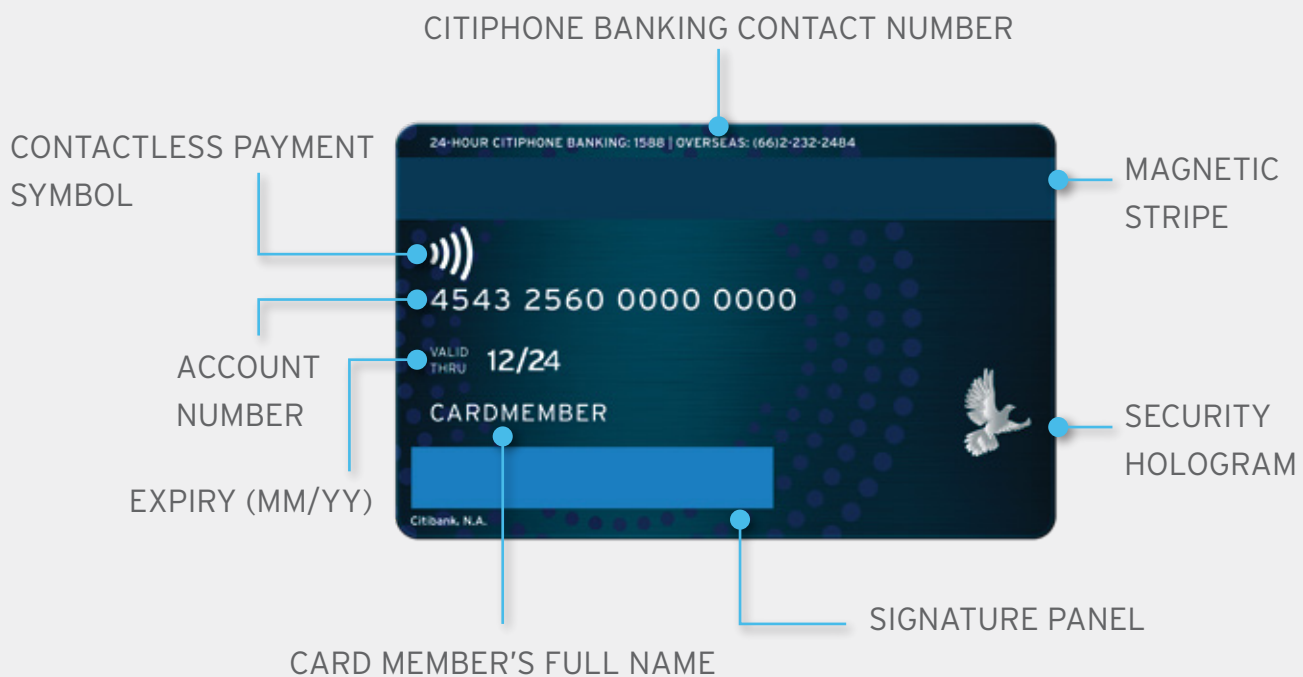 CITIPHONE BANKING CONTACT NUMBER
24-HOUR CITIPHONE BANKING: 1588 | OVERSEAS: (66)2-232-2484
CONTACTLESS PAYMENT
SYMBOL
MAGNETIC
STRIPE
4543 2560 0000 0000
VALID
THRU 12/24
ACCOUNT
NUMBER
CARDMEMBER
SECURITY
HOLOGRAM
EXPIRY (MM/YY)
Citibank, N.A.
SIGNATURE PANEL
CARD MEMBER'S FULL NAME